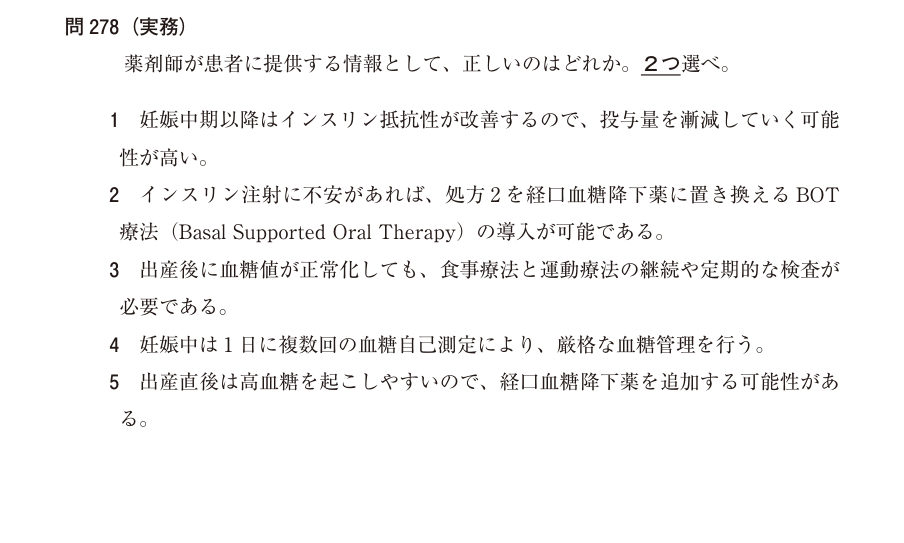 問 278（実務）
薬剤師が患者に提供する情報として、正しいのはどれか。２つ選べ。
1 妊娠中期以降はインスリン抵抗性が改善するので、投与量を漸減していく可能
性が高い。
2 インスリン注射に不安があれば、処方２を経口血糖降下薬に置き換える BOT
療法（Basal Supported Oral Therapy）の導入が可能である。
3 出産後に血糖値が正常化しても、食事療法と運動療法の継続や定期的な検査が
必要である。
4 妊娠中は１日に複数回の血糖自己測定により、厳格な血糖管理を行う。
5 出産直後は高血糖を起こしやすいので、経口血糖降下薬を追加する可能性があ
る。